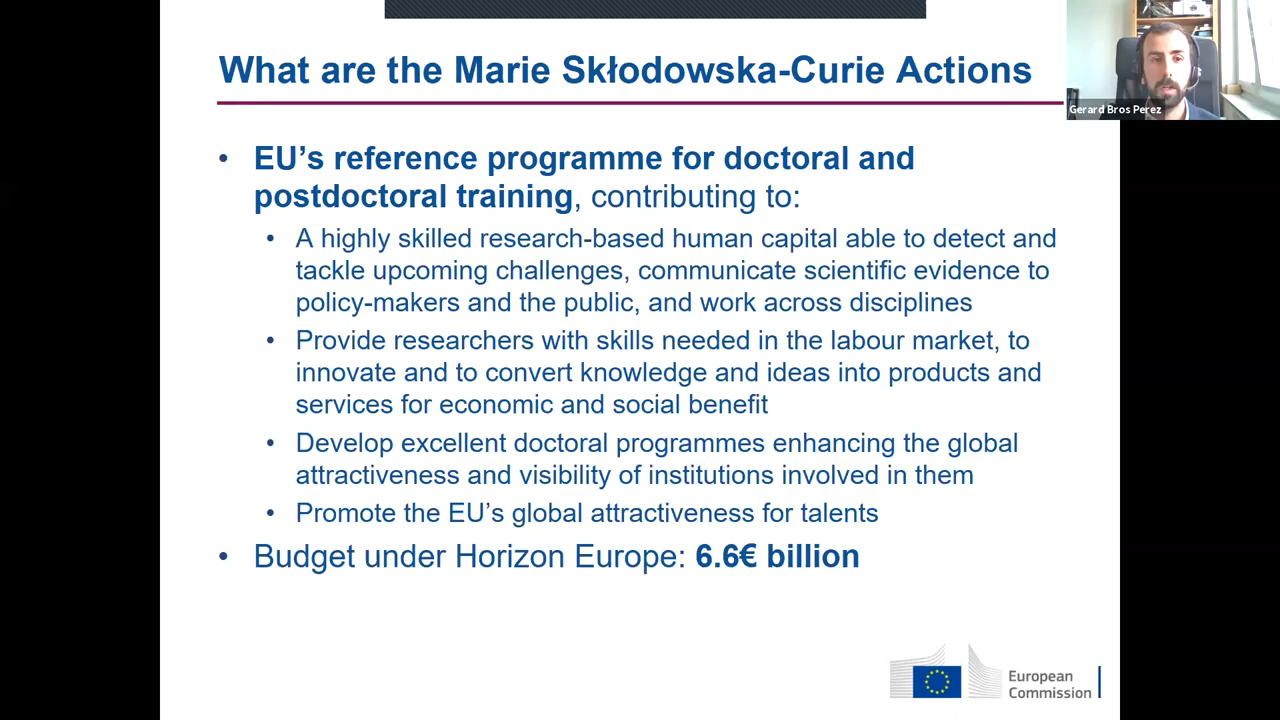 What are the Marie Skłodowska-Curie Actions
Gerard Bros Perez
• EU’s reference programme for doctoral and
postdoctoral training, contributing to:
• A highly skilled research-based human capital able to detect and
tackle upcoming challenges, communicate scientific evidence to
policy-makers and the public, and work across disciplines
• Provide researchers with skills needed in the labour market, to
innovate and to convert knowledge and ideas into products and
services for economic and social benefit
• Develop excellent doctoral programmes enhancing the global
attractiveness and visibility of institutions involved in them
• Promote the EU’s global attractiveness for talents
• Budget under Horizon Europe: 6.6€ billion
European
Commission